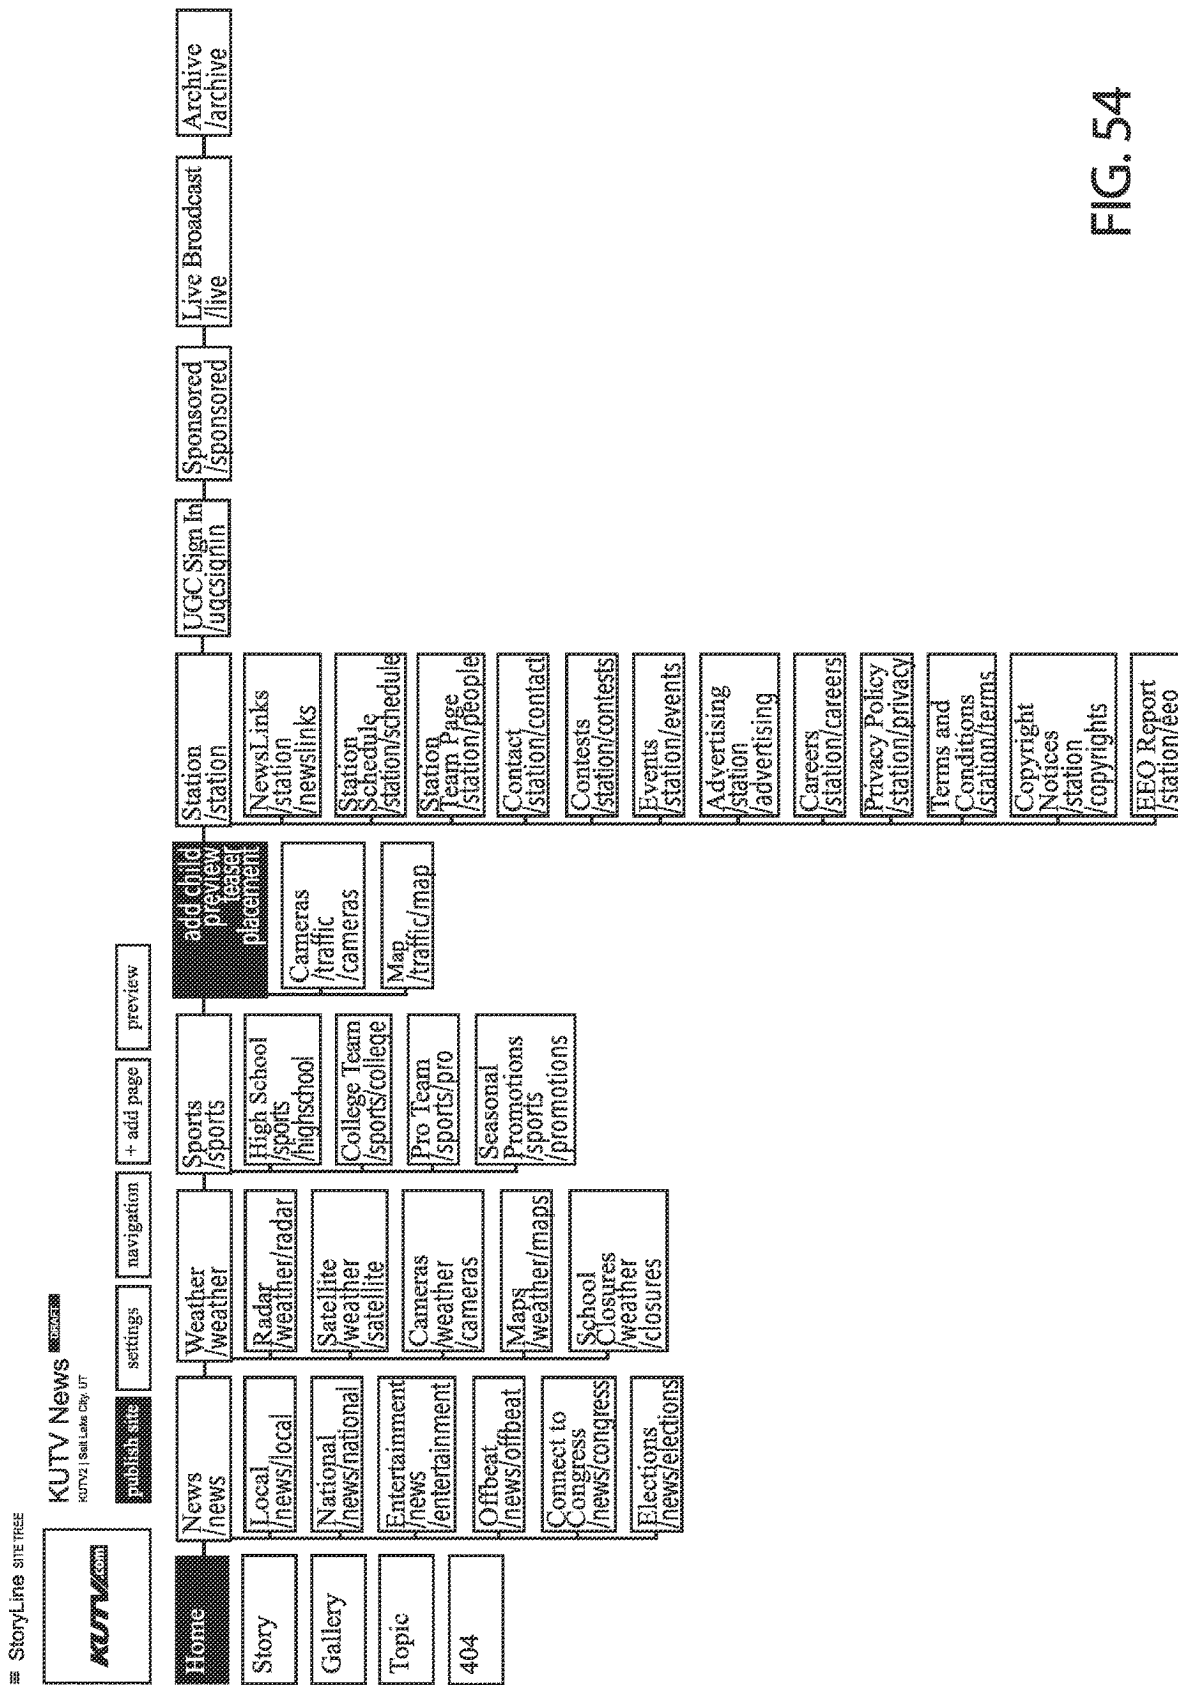 ≡ StoryLine SITE TREE
KUTV.com
KUTV News DRAFT
KUTV2 | Salt Lake City, UT
publish site
settings
navigation
+ add page
preview
Home
Story
Gallery
Topic
404
News
/news
Local
/news/local
National
/news/national
Entertainment
/news
/entertainment
Offbeat
/news/offbeat
Connect to
Congress
/news/congress
Elections
/news/elections
Weather
/weather
Radar
/weather/radar
Satellite
/weather
/satellite
Cameras
/weather
/cameras
Maps
/weather/maps
School
Closures
/weather
/closures
Sports
/sports
High School
/sports
/highschool
College Team
/sports/college
Pro Team
/sports/pro
Seasonal
Promotions
/sports
/promotions
add child
preview
teaser
placement
Cameras
/traffic
/cameras
Map
/traffic/map
Station
/station
NewsLinks
/station
/newslinks
Station
Schedule
/station/schedule
Station
Team Page
/station/people
Contact
/station/contact
Contests
/station/contests
Events
/station/events
Advertising
/station
/advertising
Careers
/station/careers
Privacy Policy
/station/privacy
Terms and
Conditions
/station/terms
Copyright
Notices
/station
/copyrights
EEO Report
/station/eeo
UGC Sign In
/ugcsignin
Sponsored
/sponsored
Live Broadcast
/live
Archive
/archive
FIG. 54